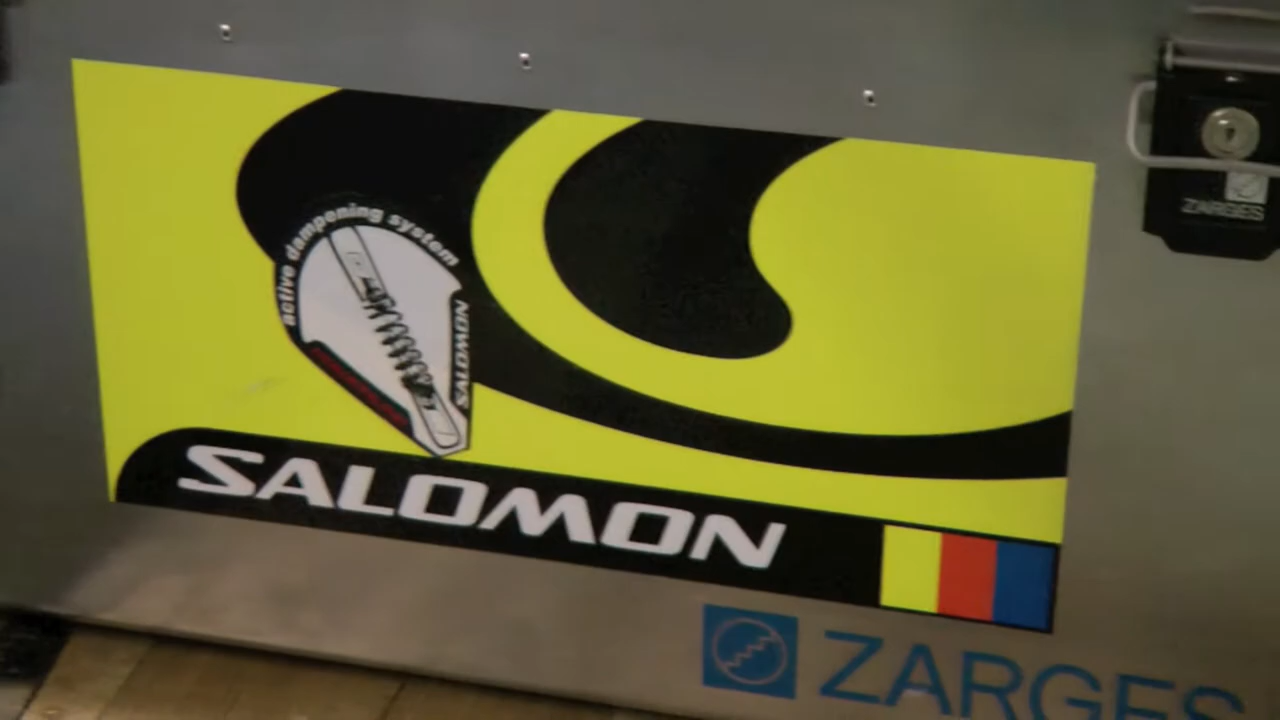 ZARGES
active dampening system
SALOMON
SALOMON
ZARGES